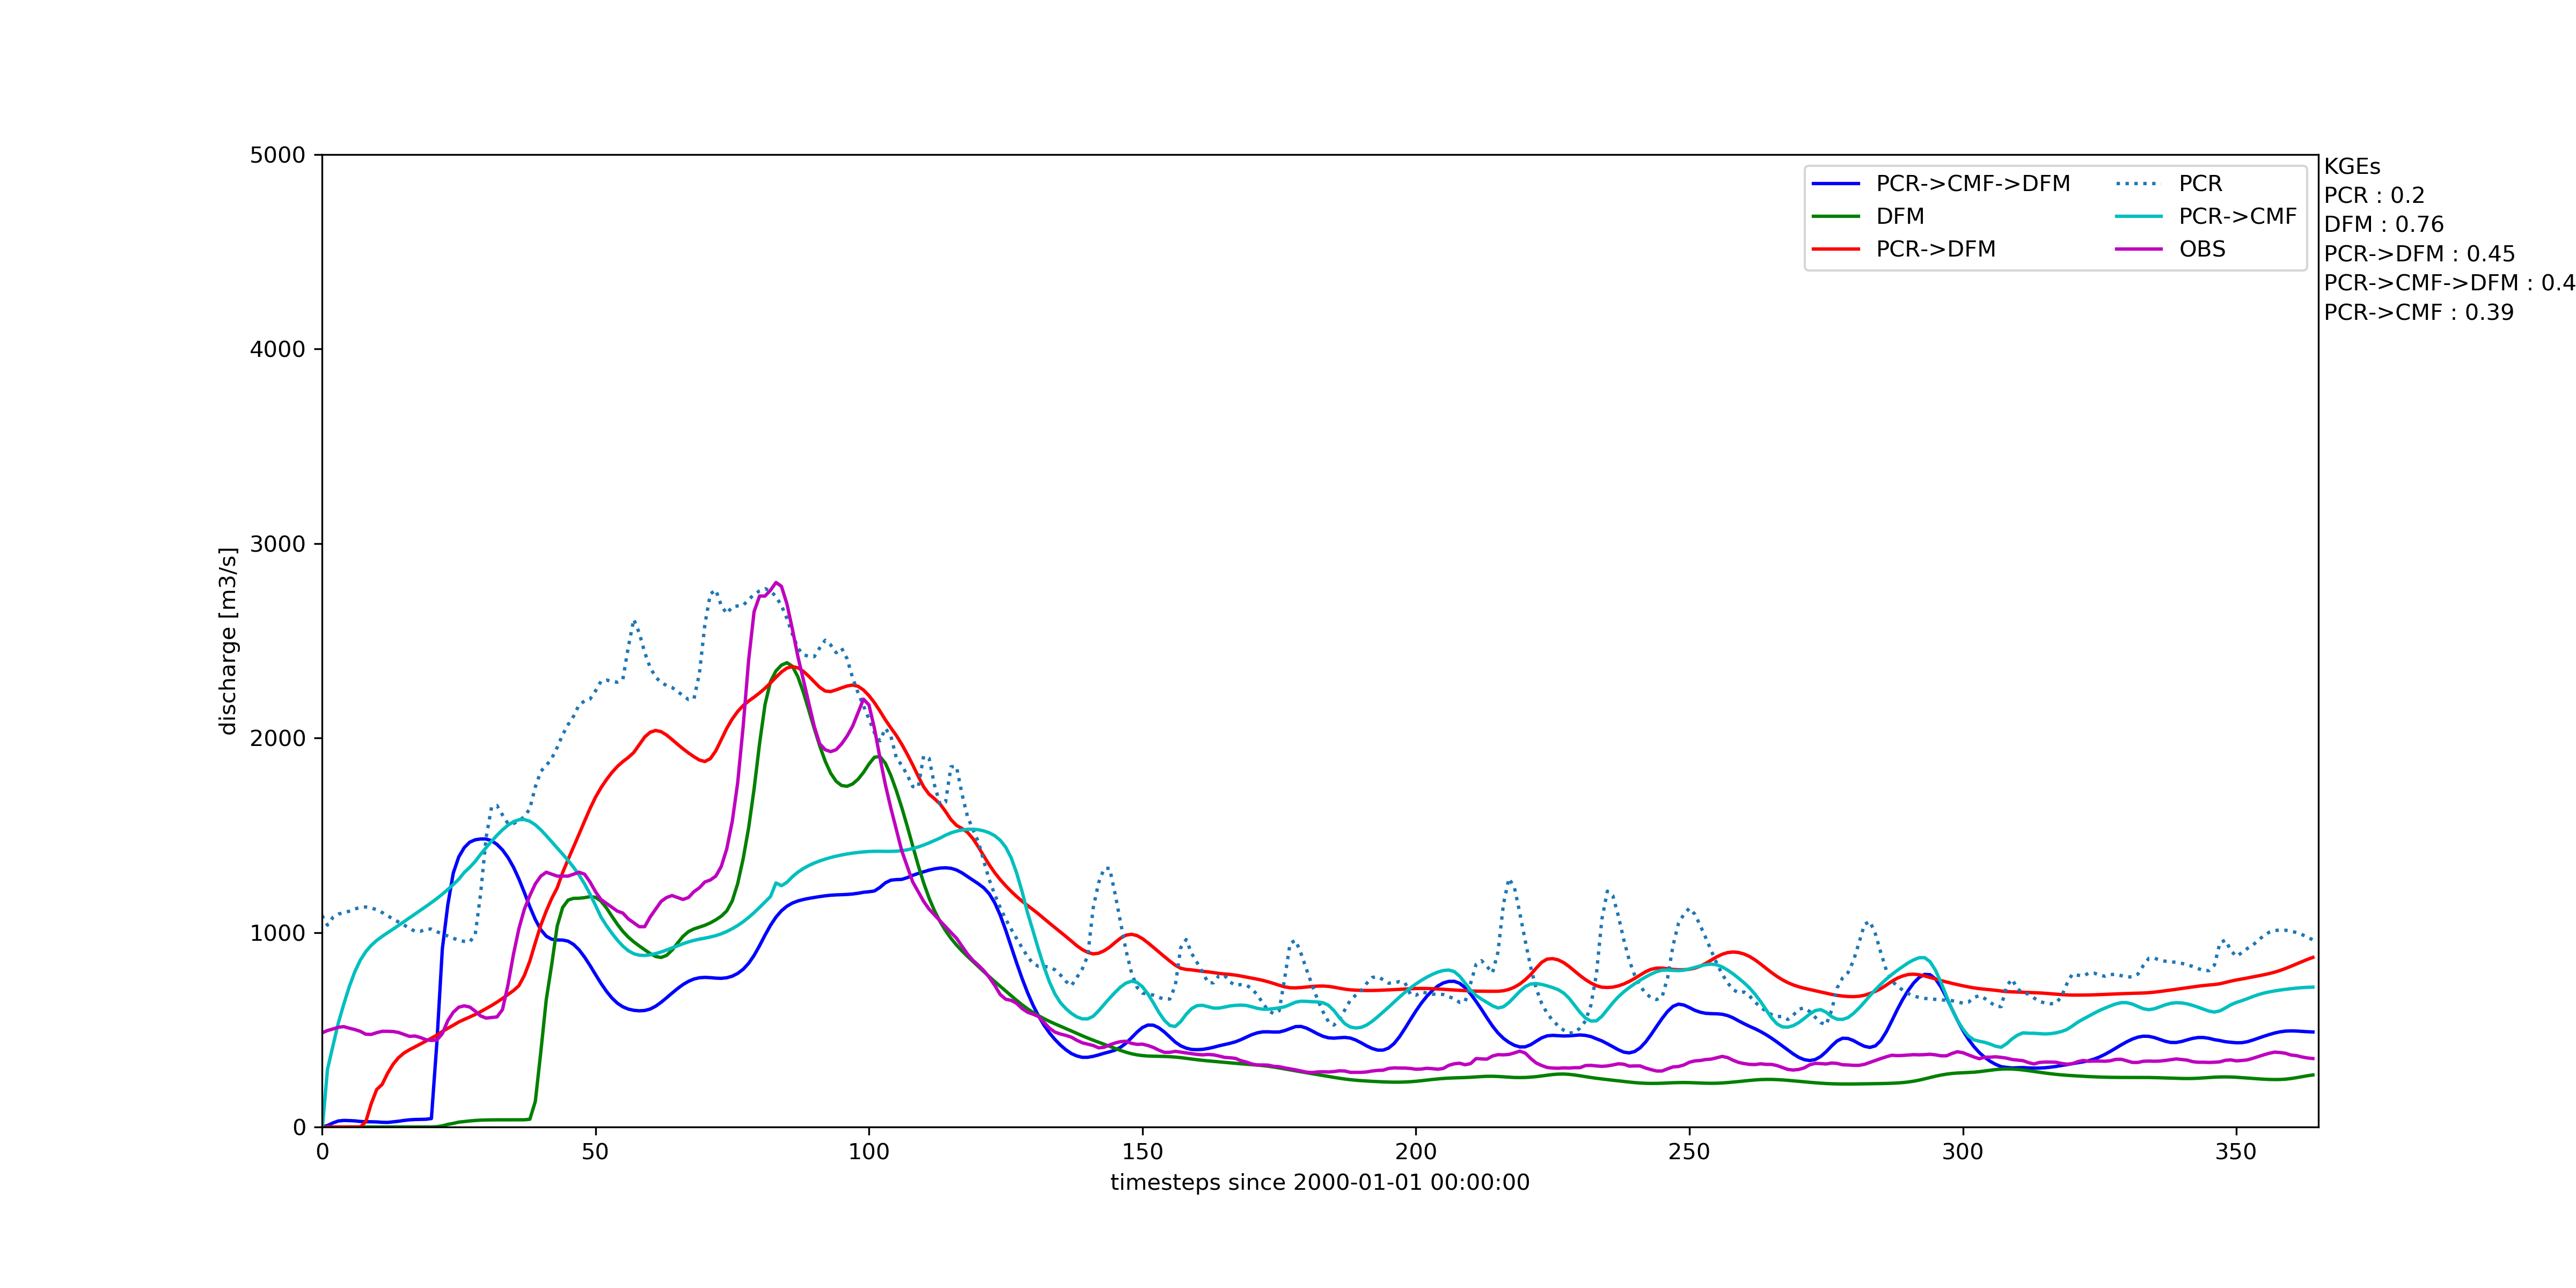 5000
4000
3000
2000
1000
0
discharge [m3/s]
0 50 100 150 200 250 300 350
timesteps since 2000-01-01 00:00:00
PCR->CMF->DFM
DFM
PCR->DFM
PCR
PCR->CMF
OBS
KGEs
PCR : 0.2
DFM : 0.76
PCR->DFM : 0.45
PCR->CMF->DFM : 0.4
PCR->CMF : 0.39